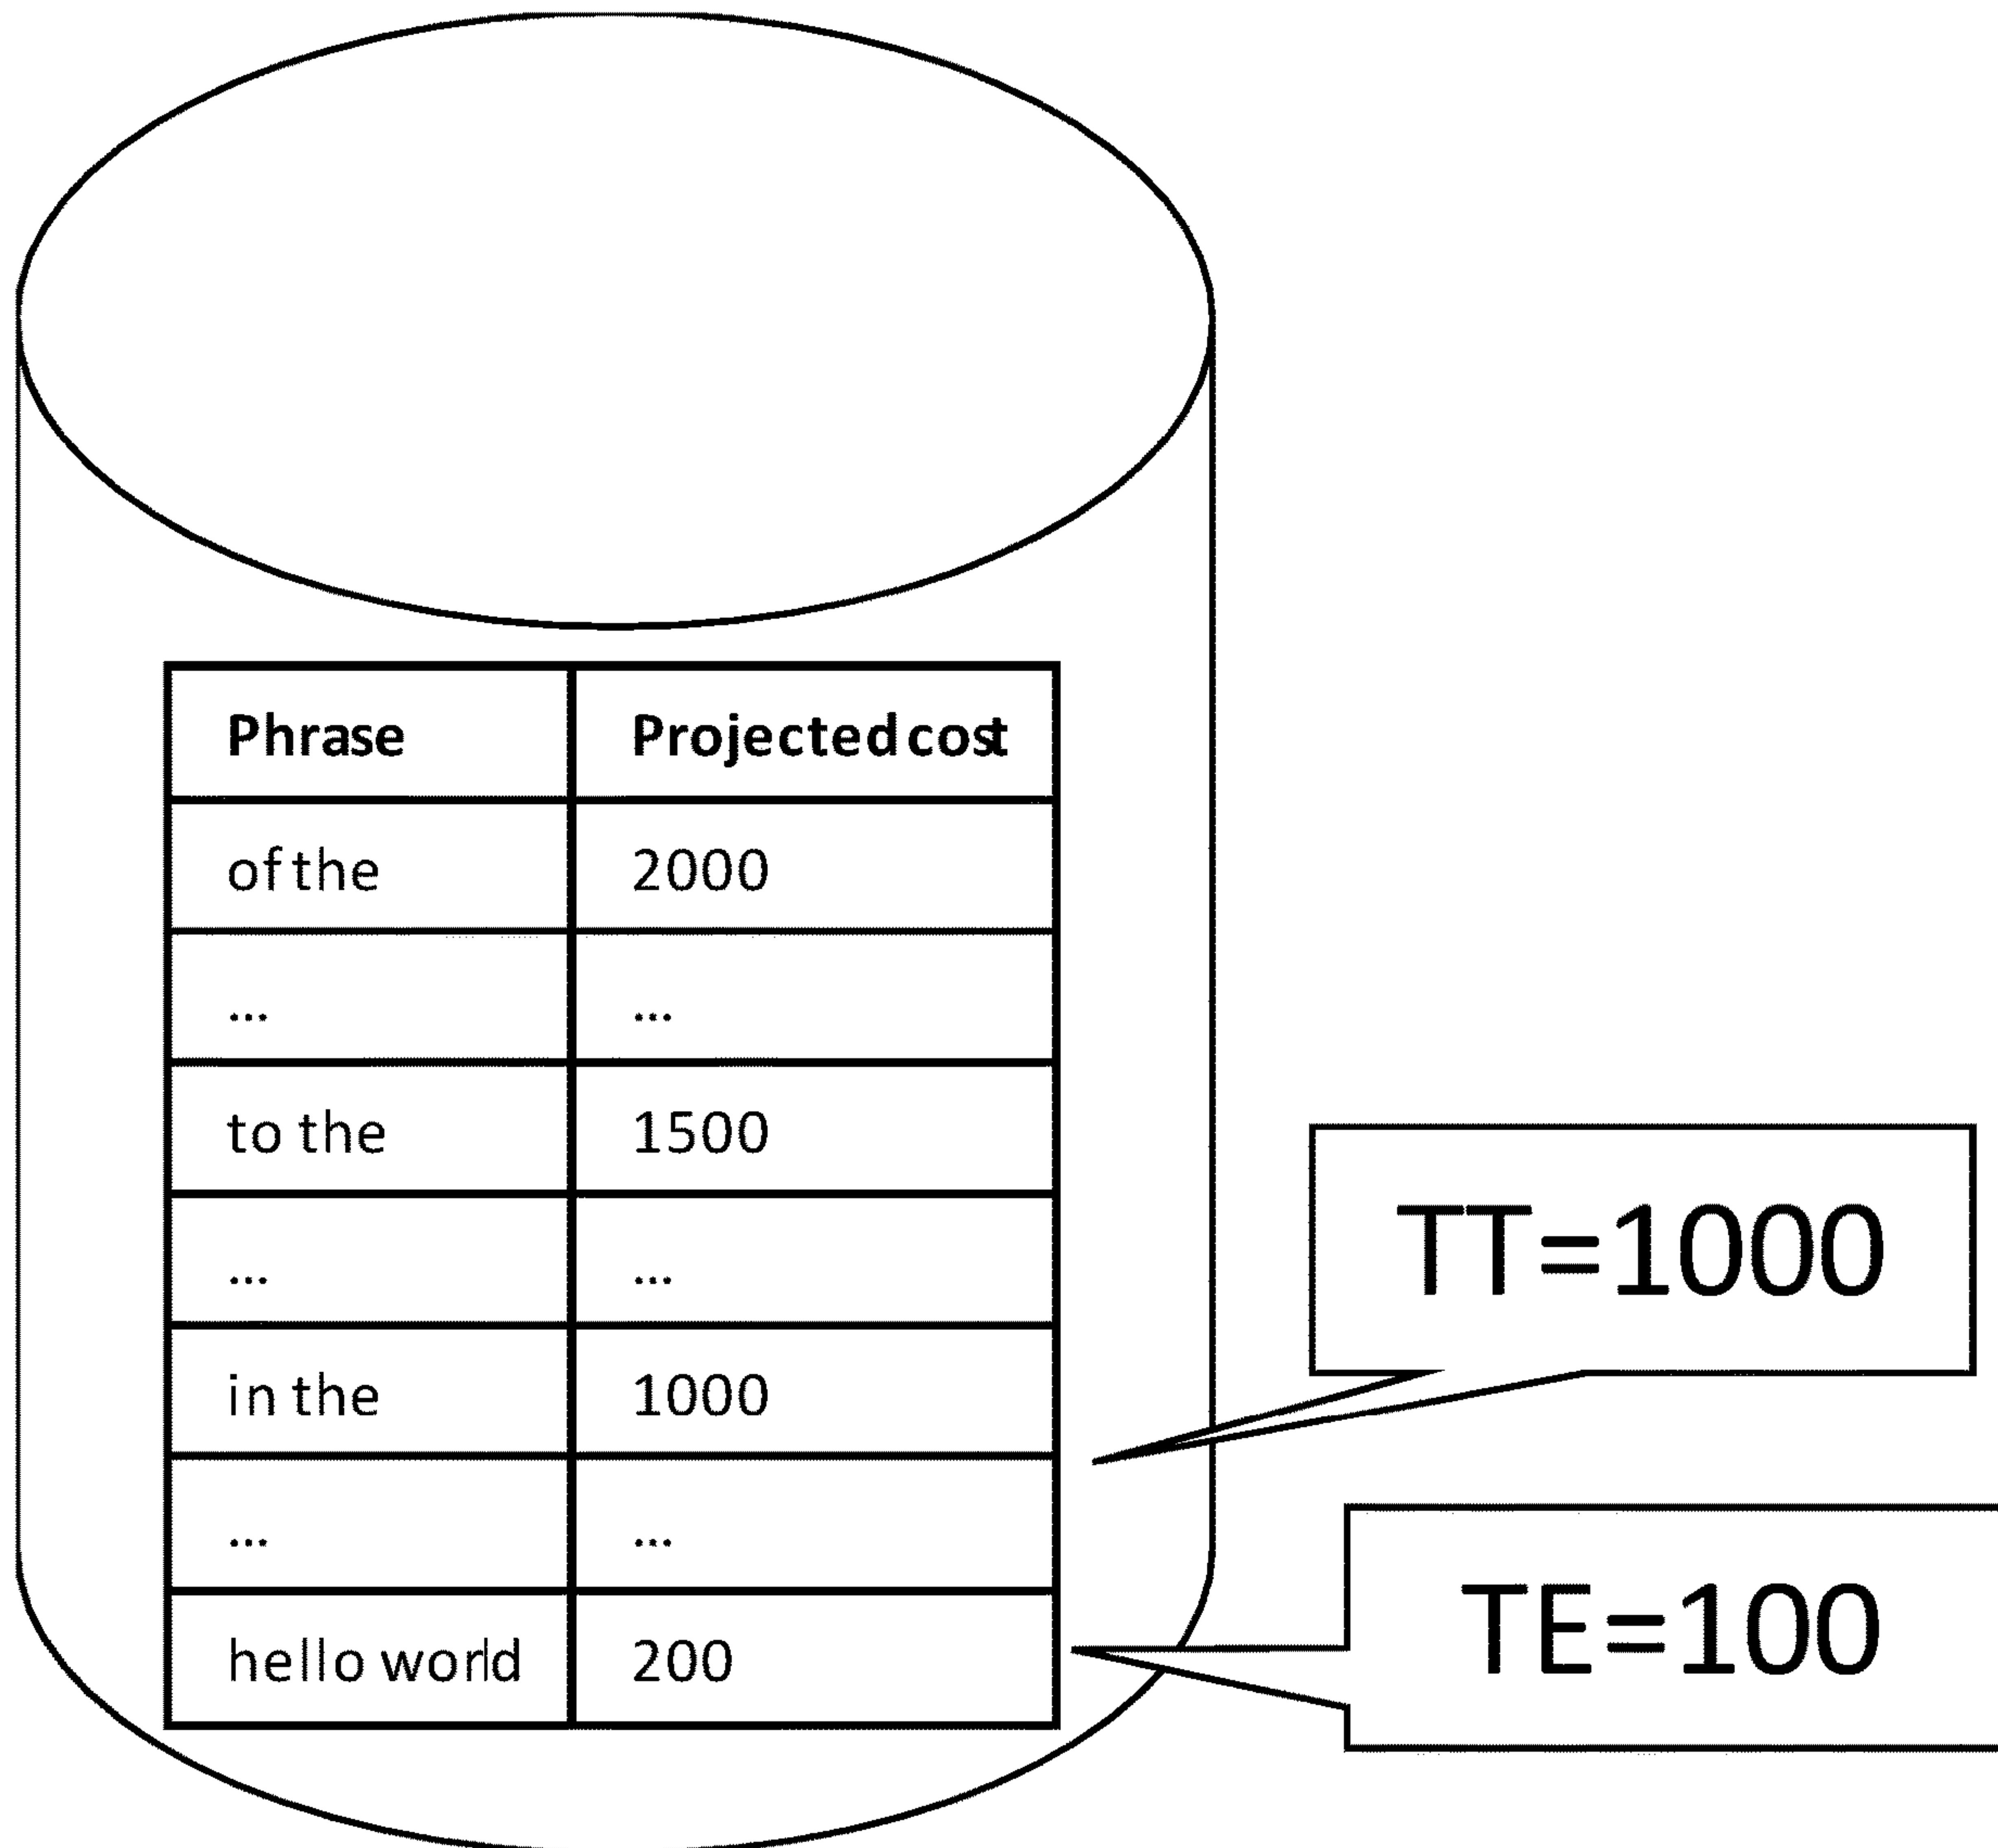 Phrase Projected cost
of the 2000
... ...
to the 1500
... ...
in the 1000
... ...
hello world 200
TT=1000
TE=100